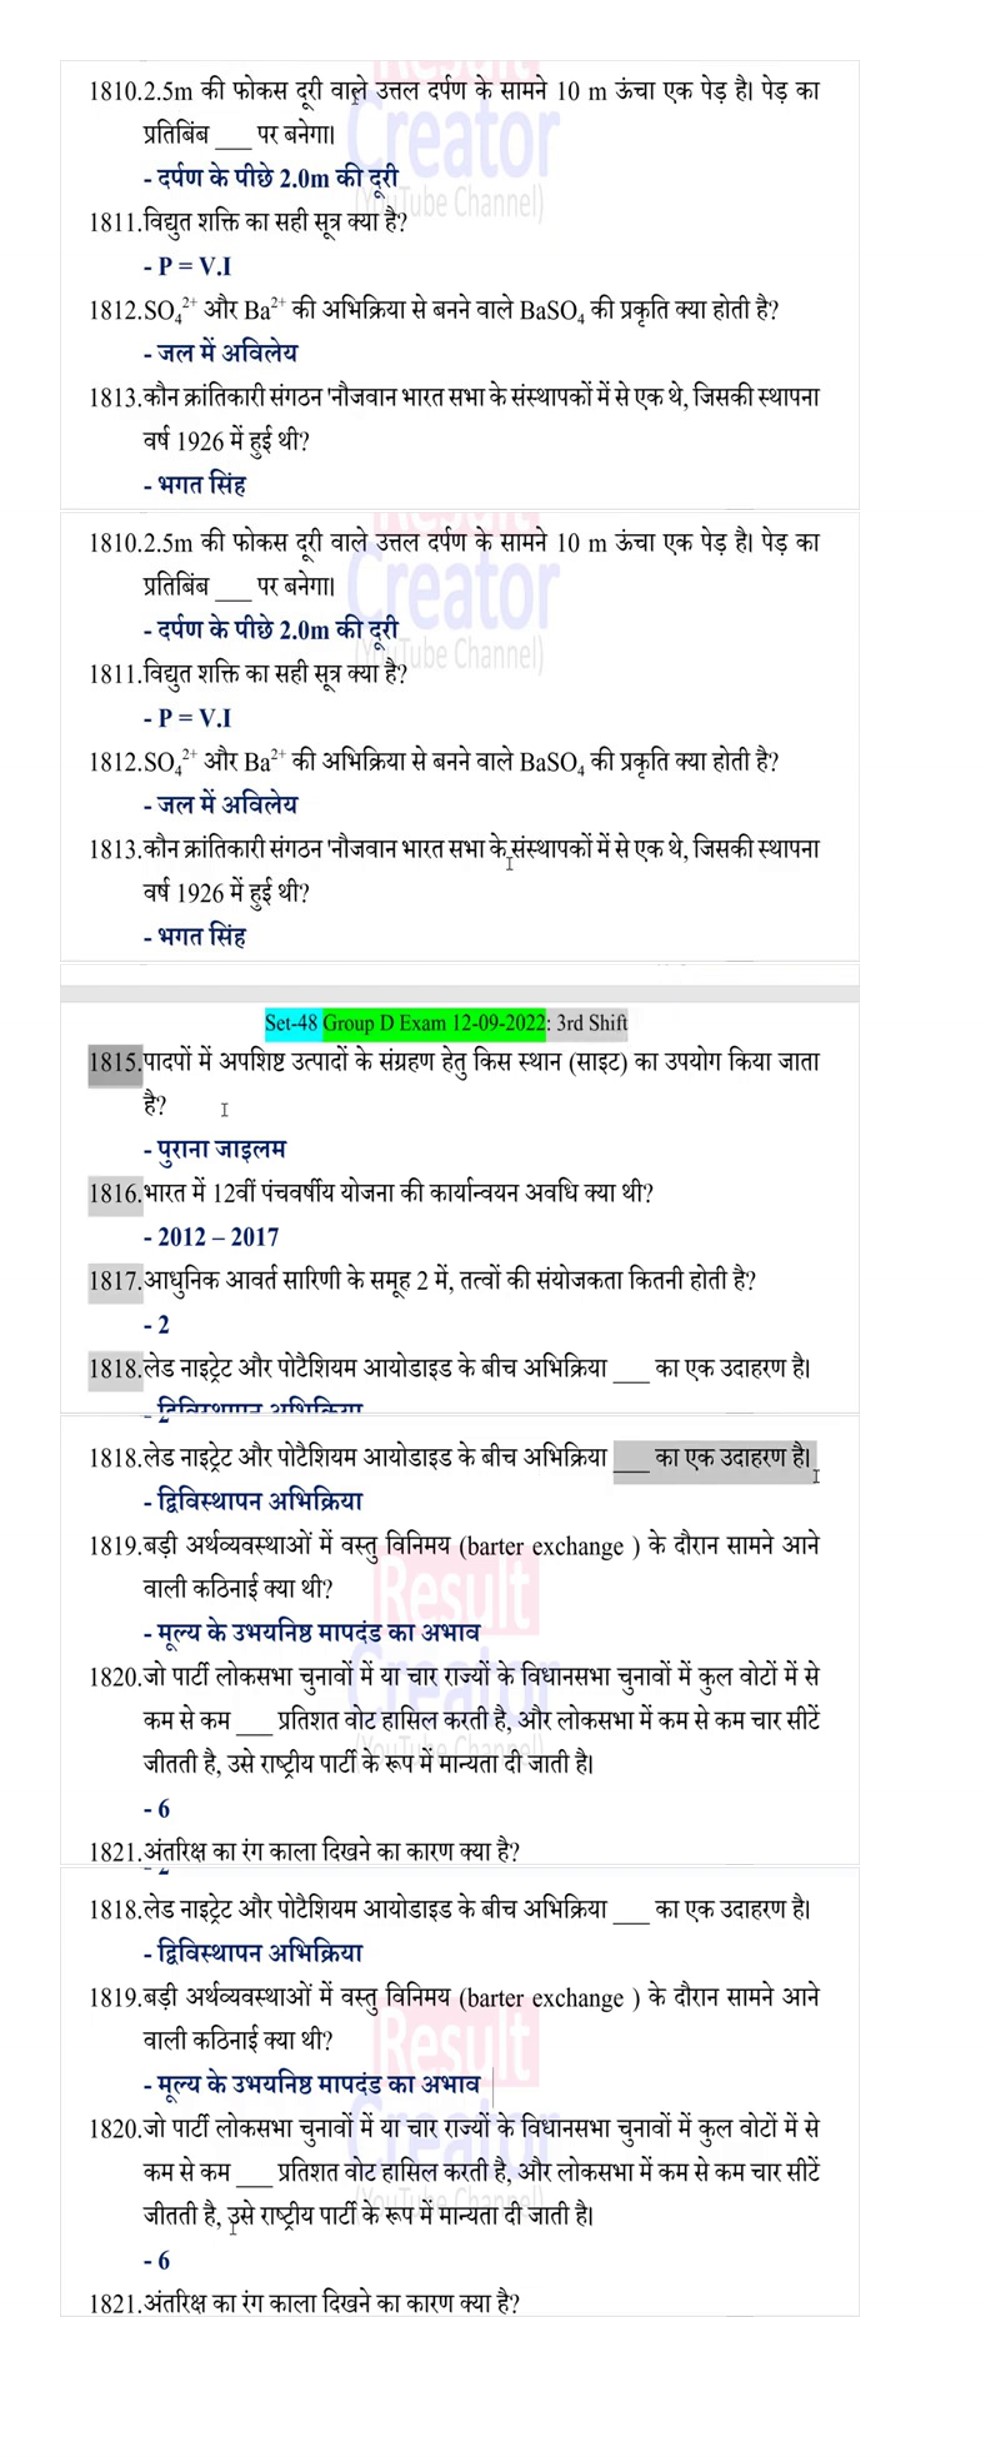 Result
Creator
(YouTube Channel)
1810.2.5m की फोकस दूरी वाले उत्तल दर्पण के सामने 10 m ऊंचा एक पेड़ है। पेड़ का
प्रतिबिंब ___ पर बनेगा।
- दर्पण के पीछे 2.0m की दूरी
1811.विद्युत शक्ति का सही सूत्र क्या है?
- P = V.I
1812.SO₄²⁺ और Ba²⁺ की अभिक्रिया से बनने वाले BaSO₄ की प्रकृति क्या होती है?
- जल में अविलेय
1813.कौन क्रांतिकारी संगठन 'नौजवान भारत सभा के संस्थापकों में से एक थे, जिसकी स्थापना
वर्ष 1926 में हुई थी?
- भगत सिंह
Result
Creator
(YouTube Channel)
1810.2.5m की फोकस दूरी वाले उत्तल दर्पण के सामने 10 m ऊंचा एक पेड़ है। पेड़ का
प्रतिबिंब ___ पर बनेगा।
- दर्पण के पीछे 2.0m की दूरी
1811.विद्युत शक्ति का सही सूत्र क्या है?
- P = V.I
1812.SO₄²⁺ और Ba²⁺ की अभिक्रिया से बनने वाले BaSO₄ की प्रकृति क्या होती है?
- जल में अविलेय
1813.कौन क्रांतिकारी संगठन 'नौजवान भारत सभा के संस्थापकों में से एक थे, जिसकी स्थापना
वर्ष 1926 में हुई थी?
- भगत सिंह
Set-48 Group D Exam 12-09-2022: 3rd Shift
1815.पादपों में अपशिष्ट उत्पादों के संग्रहण हेतु किस स्थान (साइट) का उपयोग किया जाता
है?
- पुराना जाइलम
1816.भारत में 12वीं पंचवर्षीय योजना की कार्यान्वयन अवधि क्या थी?
- 2012 – 2017
1817.आधुनिक आवर्त सारिणी के समूह 2 में, तत्वों की संयोजकता कितनी होती है?
- 2
1818.लेड नाइट्रेट और पोटैशियम आयोडाइड के बीच अभिक्रिया ___ का एक उदाहरण है।
- द्विविस्थापन अभिक्रिया
- 2
1818.लेड नाइट्रेट और पोटैशियम आयोडाइड के बीच अभिक्रिया ___ का एक उदाहरण है।
- द्विविस्थापन अभिक्रिया
1819.बड़ी अर्थव्यवस्थाओं में वस्तु विनिमय (barter exchange ) के दौरान सामने आने
वाली कठिनाई क्या थी?
- मूल्य के उभयनिष्ठ मापदंड का अभाव
Result
Creator
(YouTube Channel)
1820.जो पार्टी लोकसभा चुनावों में या चार राज्यों के विधानसभा चुनावों में कुल वोटों में से
कम से कम ___ प्रतिशत वोट हासिल करती है, और लोकसभा में कम से कम चार सीटें
जीतती है, उसे राष्ट्रीय पार्टी के रूप में मान्यता दी जाती है।
- 6
1821.अंतरिक्ष का रंग काला दिखने का कारण क्या है?
- 2
1818.लेड नाइट्रेट और पोटैशियम आयोडाइड के बीच अभिक्रिया ___ का एक उदाहरण है।
- द्विविस्थापन अभिक्रिया
1819.बड़ी अर्थव्यवस्थाओं में वस्तु विनिमय (barter exchange ) के दौरान सामने आने
वाली कठिनाई क्या थी?
- मूल्य के उभयनिष्ठ मापदंड का अभाव
Result
Creator
(YouTube Channel)
1820.जो पार्टी लोकसभा चुनावों में या चार राज्यों के विधानसभा चुनावों में कुल वोटों में से
कम से कम ___ प्रतिशत वोट हासिल करती है, और लोकसभा में कम से कम चार सीटें
जीतती है, उसे राष्ट्रीय पार्टी के रूप में मान्यता दी जाती है।
- 6
1821.अंतरिक्ष का रंग काला दिखने का कारण क्या है?